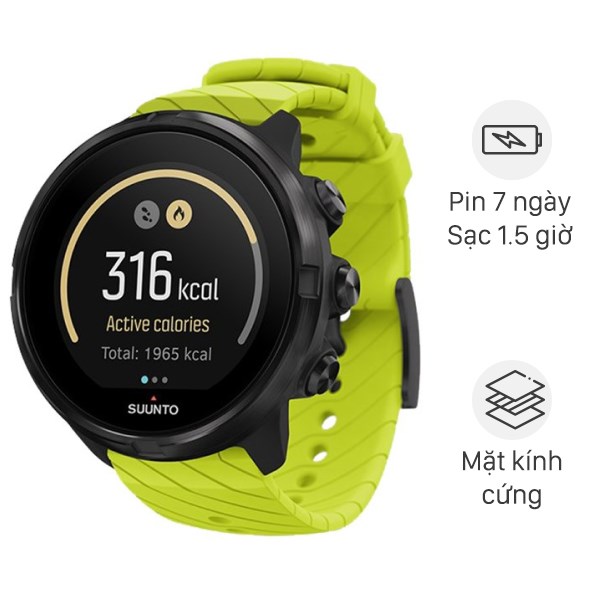 316 kcal
Active calories
Total: 1965 kcal
SUUNTO
Pin 7 ngày
Sạc 1.5 giờ
Mặt kính
cứng